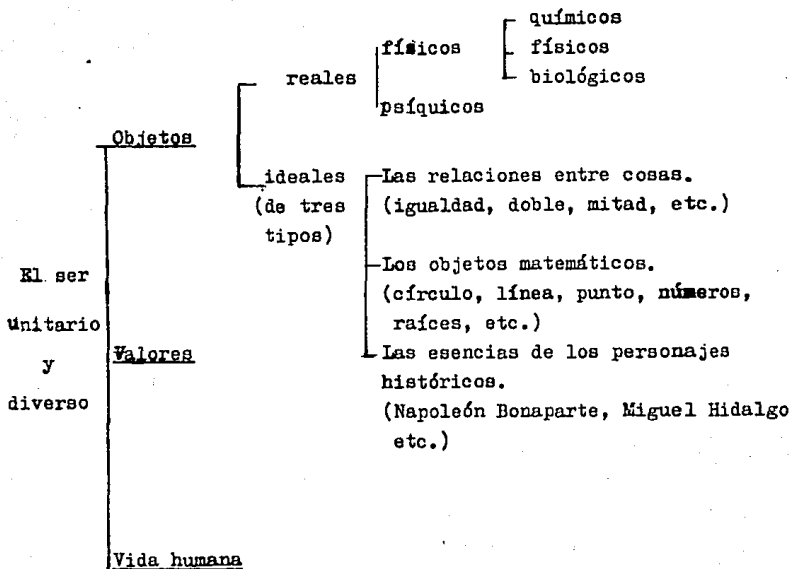 químicos
físicos
físicos
reales
biológicos
psíquicos
Objetos
ideales
(de tres
tipos)
Las relaciones entre cosas.
(igualdad, doble, mitad, etc.)
Los objetos matemáticos.
(círculo, línea, punto, números,
raíces, etc.)
El ser
unitario
y
diverso
Valores
Las esencias de los personajes
históricos.
(Napoleón Bonaparte, Miguel Hidalgo
etc.)
Vida humana